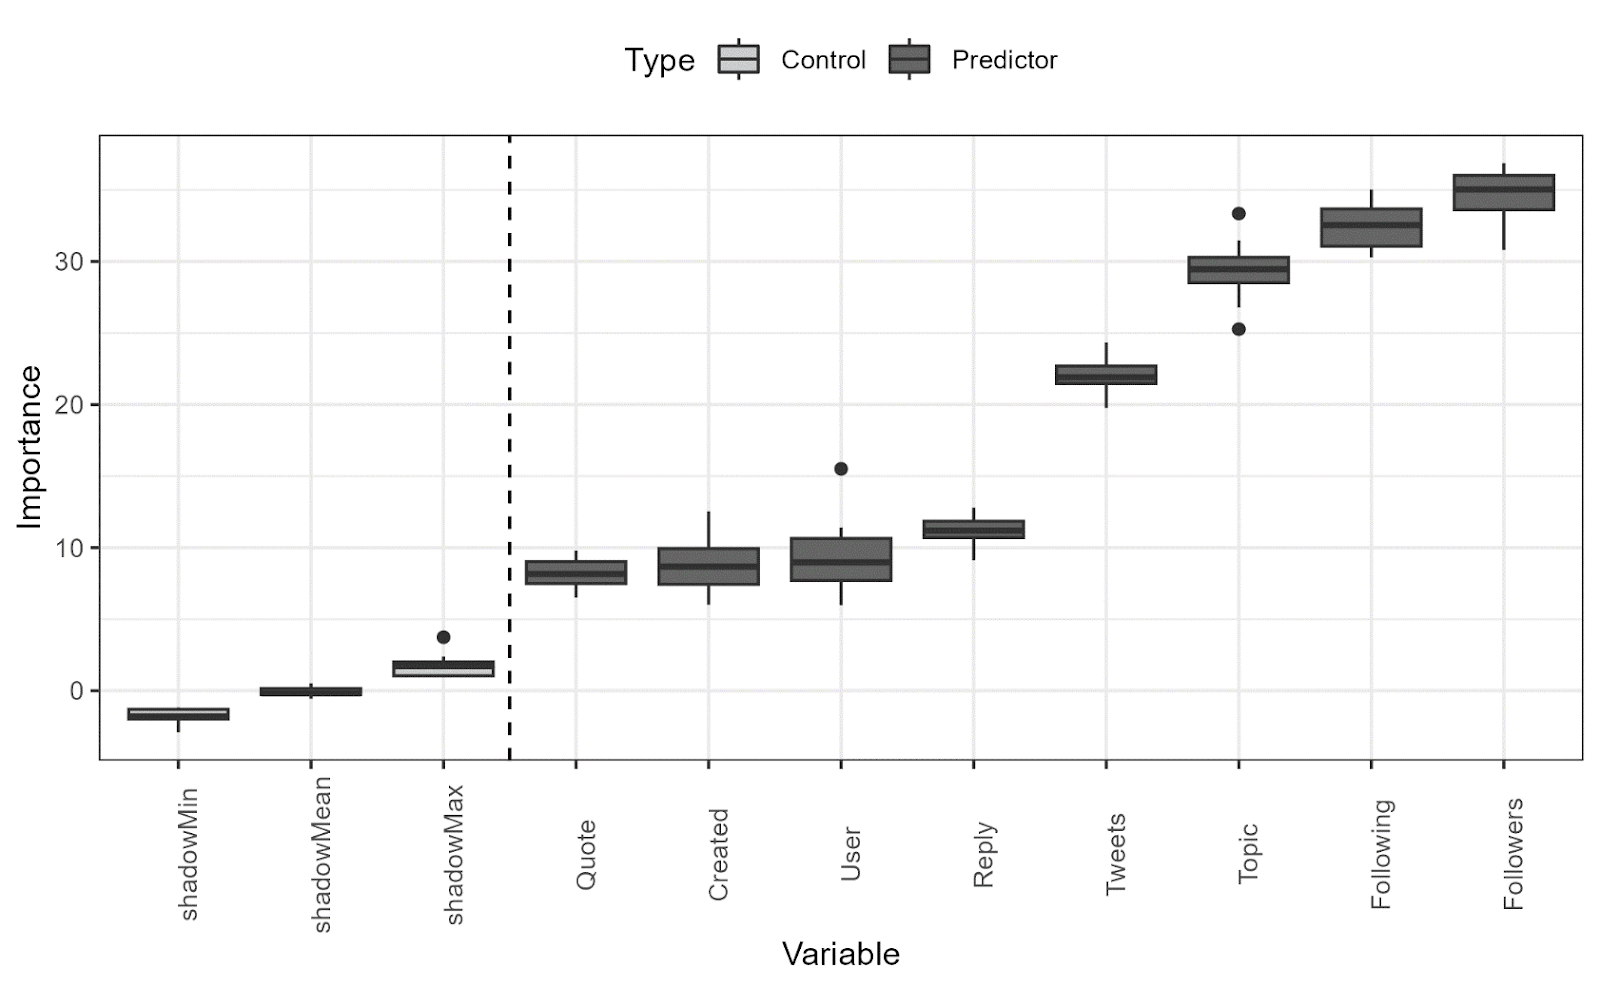 Type Control Predictor
Importance
30
20
10
0
shadowMin
shadowMean
shadowMax
Quote
Created
User
Reply
Tweets
Topic
Following
Followers
Variable